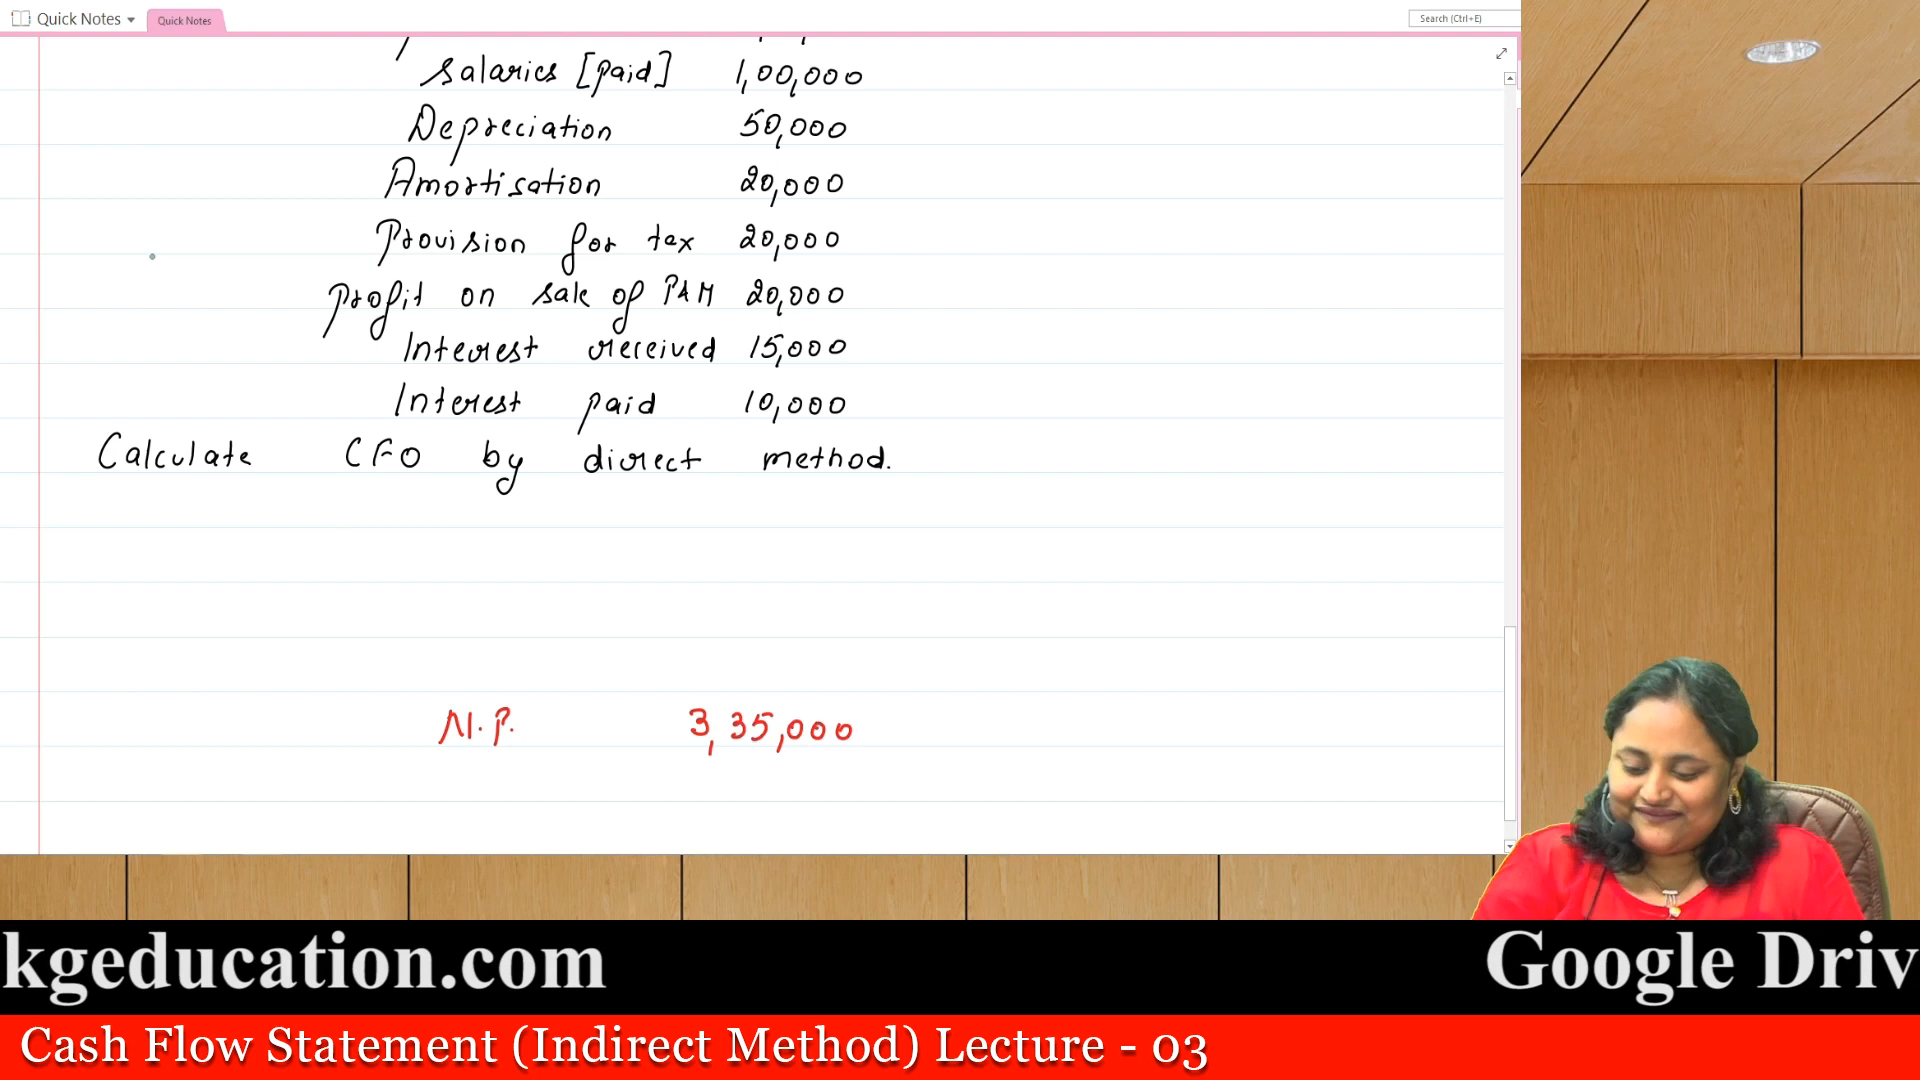 Quick Notes
Quick Notes
Search (Ctrl+E)
Salaries [paid] 1,00,000
Depreciation 50,000
Amortisation 20,000
Provision for tax 20,000
Profit on sale of P&M 20,000
Interest received 15,000
Interest paid 10,000
Calculate CFO by direct method.
N.P. 3,35,000
kgeducation.com
Google Driv
Cash Flow Statement (Indirect Method) Lecture - 03